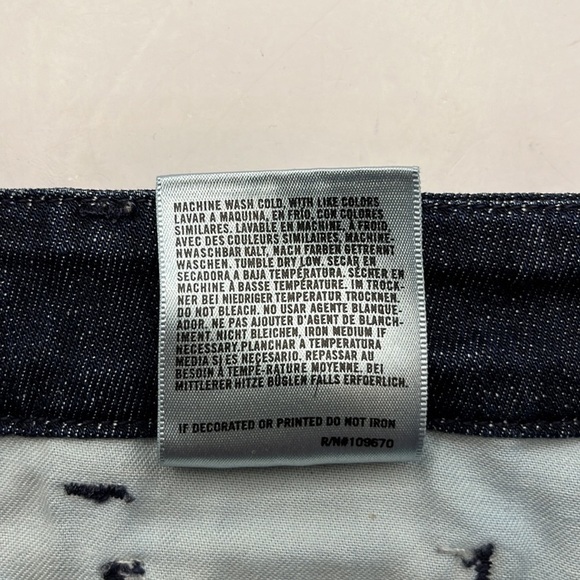 MACHINE WASH COLD, WITH LIKE COLORS.
LAVAR A MAQUINA, EN FRÍO, CON COLORES
SIMILARES. LAVABLE EN MACHINE, À FROID,
AVEC DES COULEURS SIMILAIRES, MACHINE-
NWASCHBAR KALT, NACH FARBEN GETRENNT
WASCHEN, TUMBLE DRY LOW. SECAR EN
SECADORA A BAJA TEMPÉRATURA. SÉCHER EN
MACHINE À BASSE TEMPÉRATURE. IM TROCK-
NER BEI NIEDRIGER TEMPERATUR TROCKNEN.
DO NOT BLEACH. NO USAR AGENTE BLANQUE-
ADOR. NE PAS AJOUTER D'AGENT DE BLANCH-
IMENT. NICHT BLEICHEN. IRON MEDIUM IF
NECESSARY.PLANCHAR A TEMPERATURA
MEDIA SI ES NECESARIO. REPASSAR AU
BESOIN À TEMPÉ-RATURE MOYENNE. BEI
MITTLERER HITZE BÜGLEN FALLS ERFOERLICH.
IF DECORATED OR PRINTED DO NOT IRON
R/N#109670